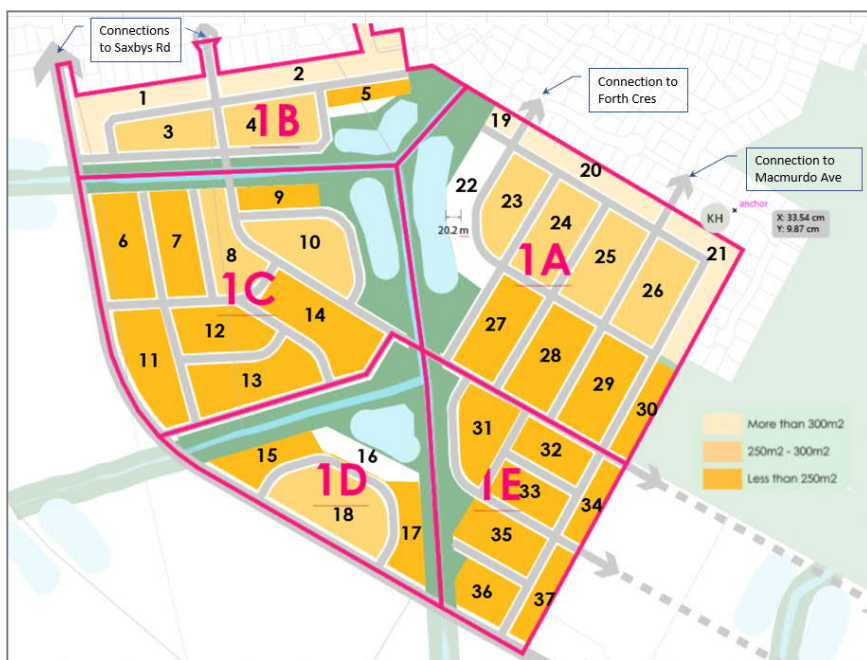 Connections
to Saxbys Rd
Connection to
Forth Cres
Connection to
Macmurdo Ave
1
2
3
4
5
1B
19
20
21
22
23
24
25
26
1A
20.2 m
KH
anchor
X: 33.54 cm
Y: 9.87 cm
6
7
8
9
10
1C
11
12
13
14
27
28
29
30
31
32
33
34
35
36
37
1E
15
16
17
18
1D
More than 300m2
250m2 - 300m2
Less than 250m2